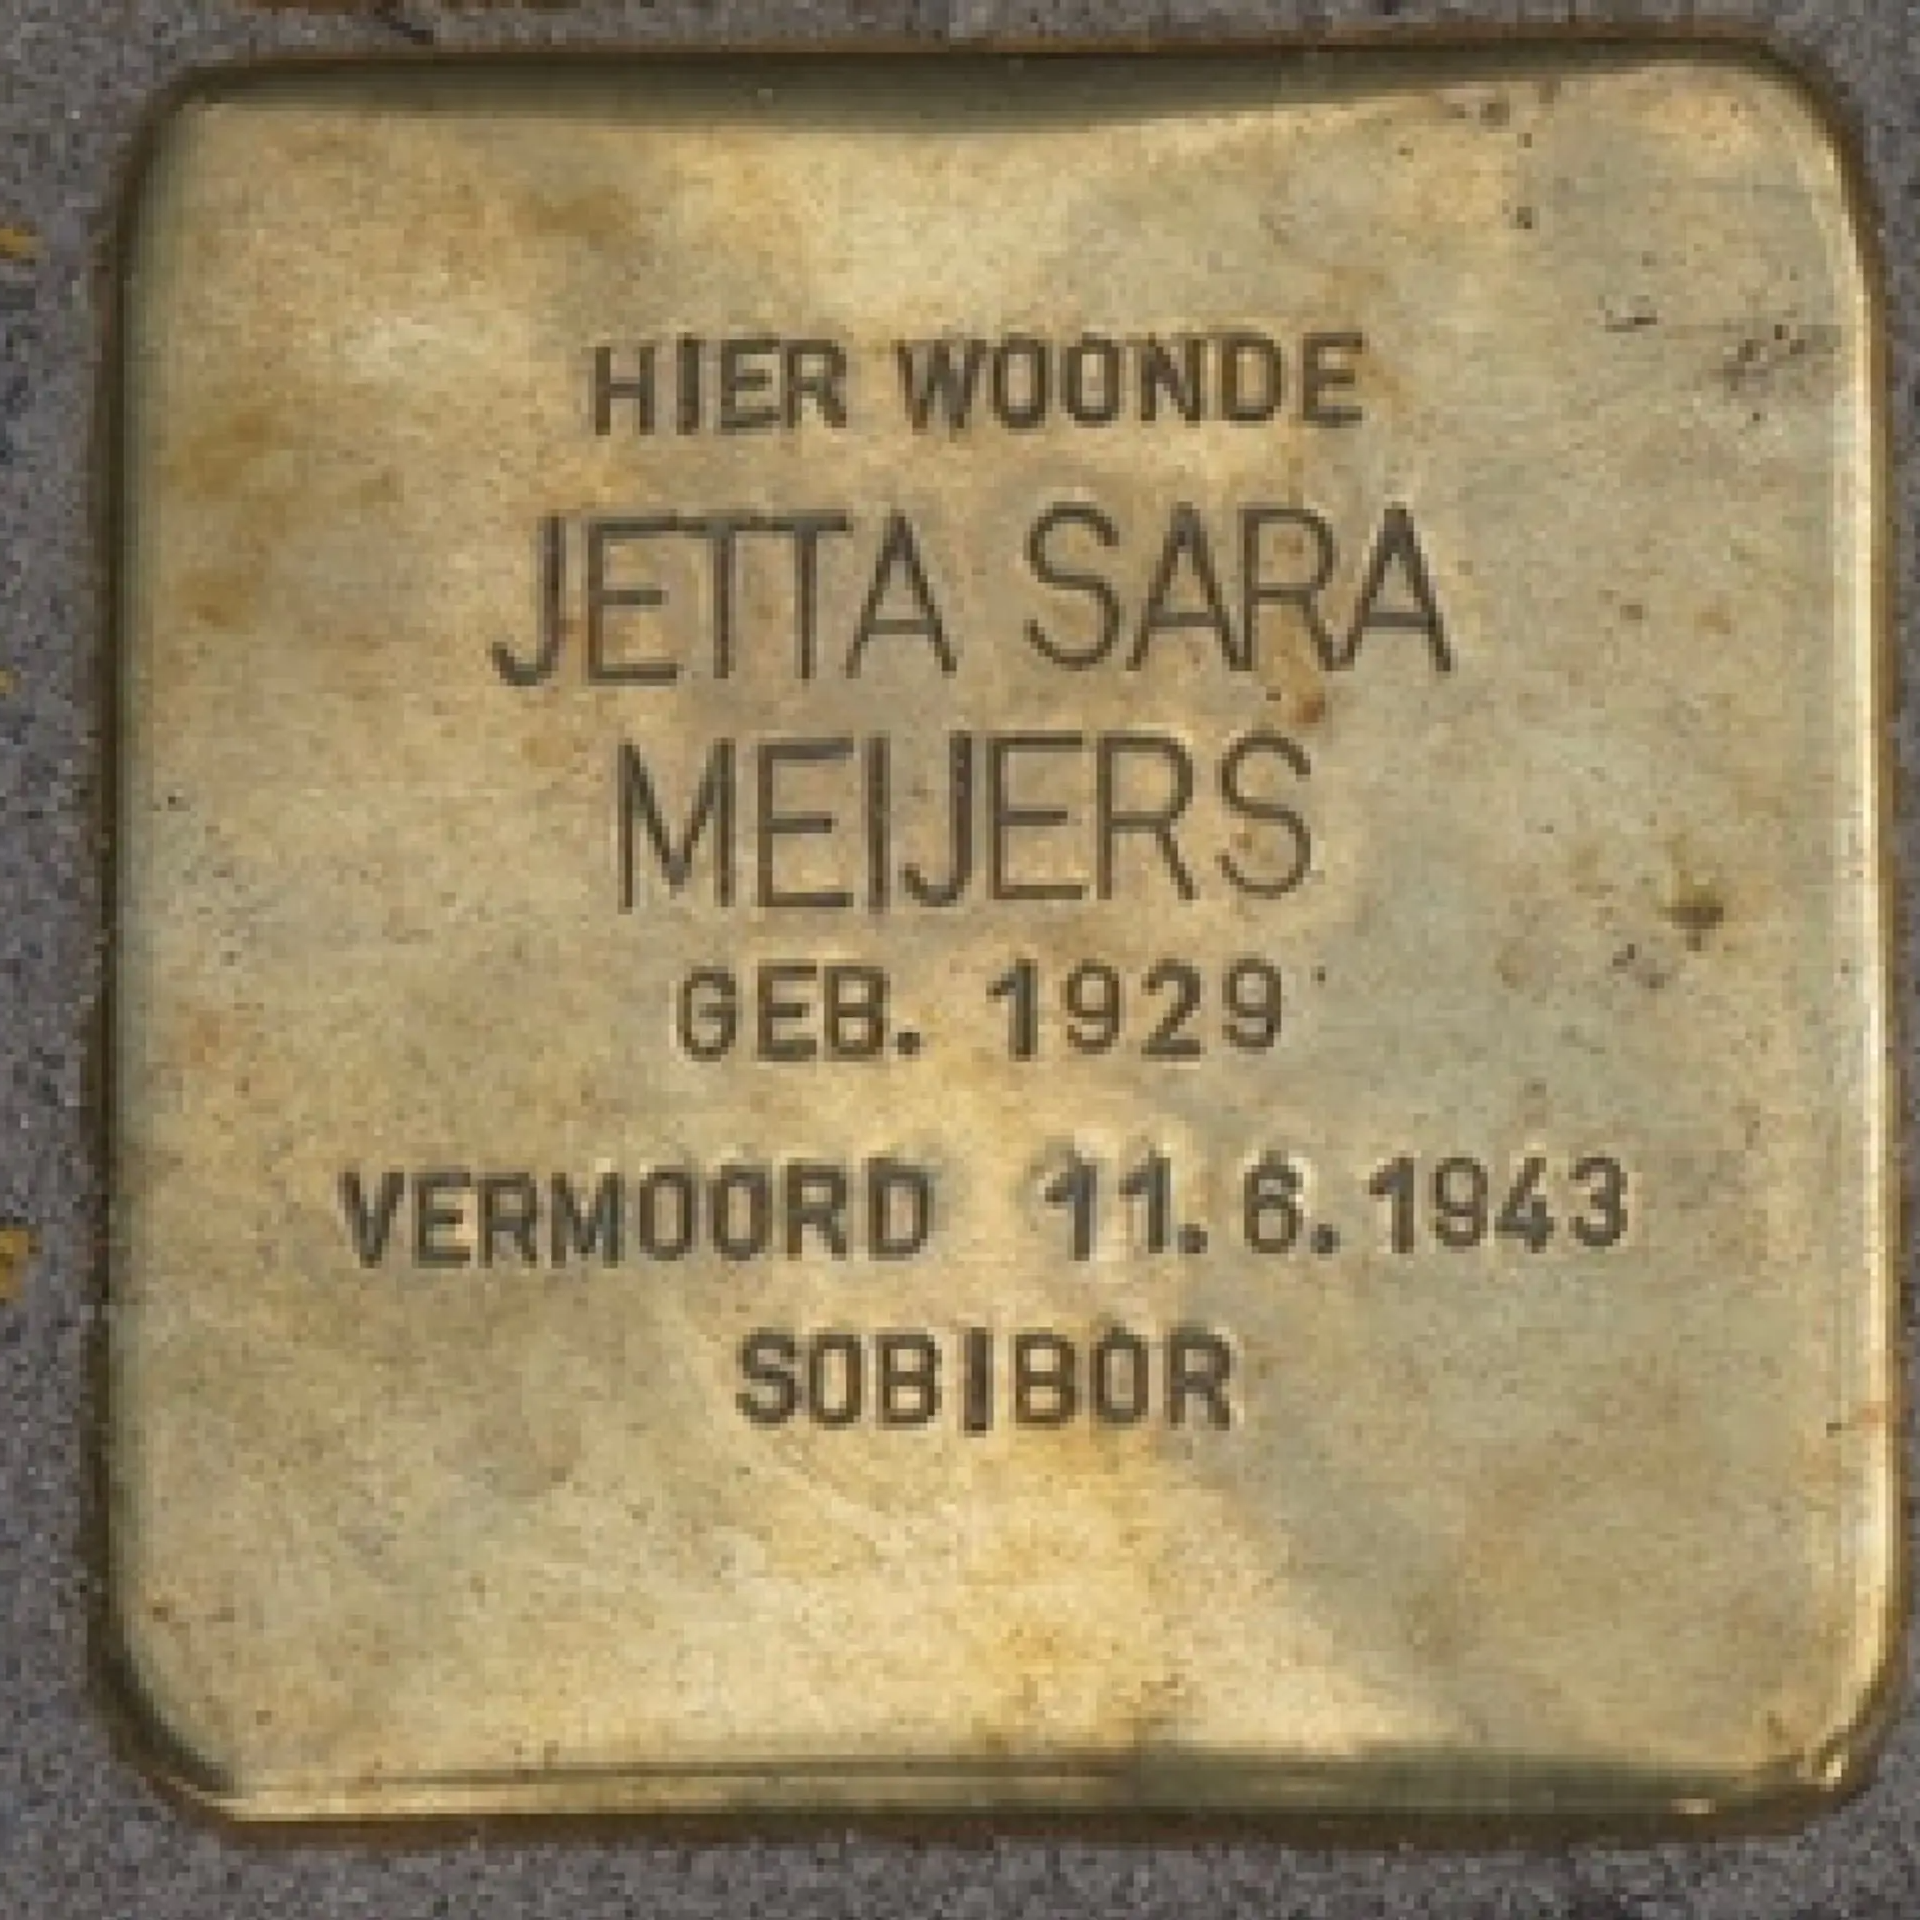 HIER WOONDE
JETTA SARA
MEIJERS
GEB. 1929
VERMOORD 11.6.1943
SOBIBOR